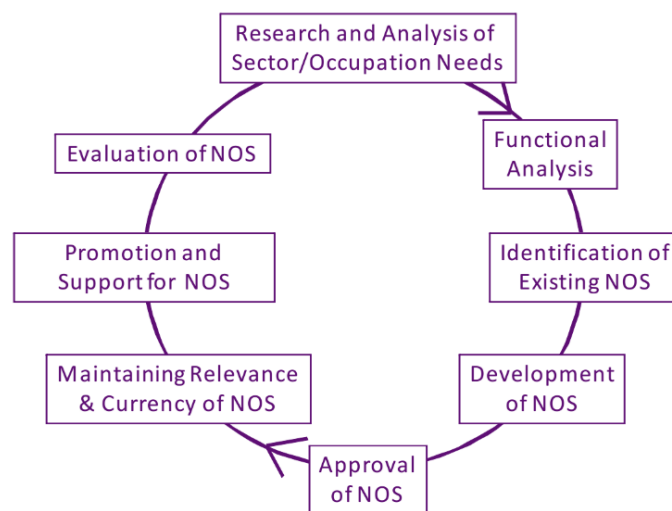 Research and Analysis of
Sector/Occupation Needs
Functional
Analysis
Identification of
Existing NOS
Development
of NOS
Approval
of NOS
Maintaining Relevance
& Currency of NOS
Promotion and
Support for NOS
Evaluation of NOS